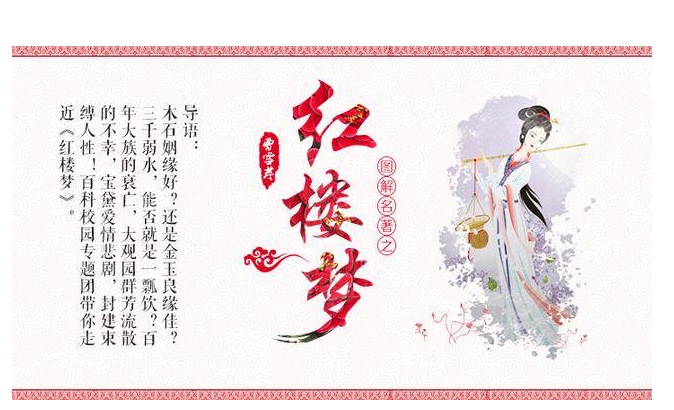 导语：
木石姻缘好？还是金玉良缘佳？
三千弱水，能否就是一瓢饮？百
年大族的衰亡，大观园群芳流散
的不幸，宝黛爱情悲剧，封建束
缚人性！百科校园专题团带你走
近《红楼梦》。
图解名著之
红楼梦
曹雪芹